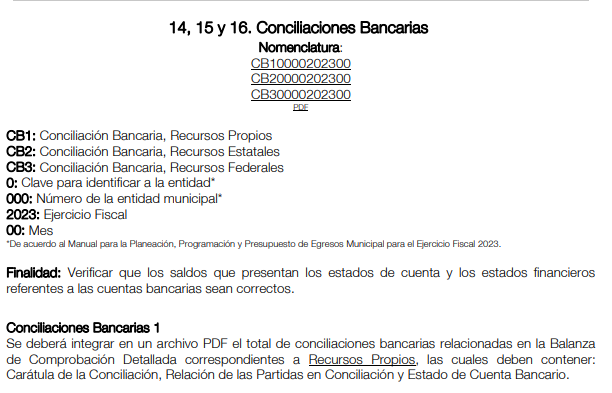 14, 15 y 16. Conciliaciones Bancarias
Nomenclatura:
CB10000202300
CB20000202300
CB30000202300
PDF
CB1: Conciliación Bancaria, Recursos Propios
CB2: Conciliación Bancaria, Recursos Estatales
CB3: Conciliación Bancaria, Recursos Federales
0: Clave para identificar a la entidad*
000: Número de la entidad municipal*
2023: Ejercicio Fiscal
00: Mes
*De acuerdo al Manual para la Planeación, Programación y Presupuesto de Egresos Municipal para el Ejercicio Fiscal 2023.
Finalidad: Verificar que los saldos que presentan los estados de cuenta y los estados financieros
referentes a las cuentas bancarias sean correctos.
Conciliaciones Bancarias 1
Se deberá integrar en un archivo PDF el total de conciliaciones bancarias relacionadas en la Balanza
de Comprobación Detallada correspondientes a Recursos Propios, las cuales deben contener:
Carátula de la Conciliación, Relación de las Partidas en Conciliación y Estado de Cuenta Bancario.